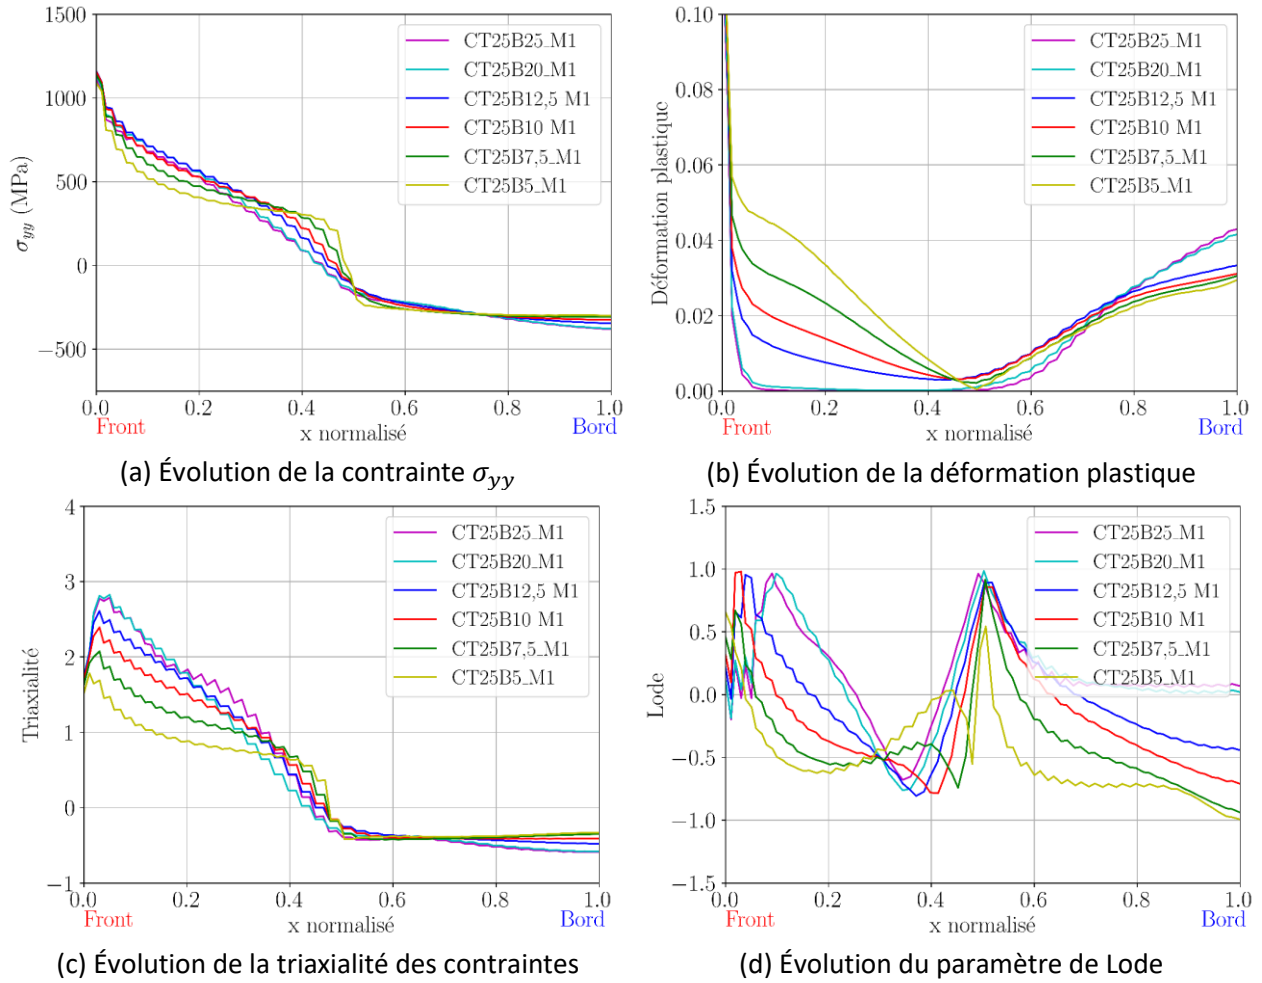 1500
1000
500
0
−500
σyy (MPa)
CT25B25_M1
CT25B20_M1
CT25B12,5 M1
CT25B10 M1
CT25B7,5_M1
CT25B5_M1
0.0 0.2 0.4 0.6 0.8 1.0
Front x normalisé Bord
(a) Évolution de la contrainte σyy
0.10
0.08
0.06
0.04
0.02
0.00
Déformation plastique
CT25B25_M1
CT25B20_M1
CT25B12,5 M1
CT25B10 M1
CT25B7,5_M1
CT25B5_M1
0.0 0.2 0.4 0.6 0.8 1.0
Front x normalisé Bord
(b) Évolution de la déformation plastique
4
3
2
1
0
−1
Triaxialité
CT25B25_M1
CT25B20_M1
CT25B12,5 M1
CT25B10 M1
CT25B7,5_M1
CT25B5_M1
0.0 0.2 0.4 0.6 0.8 1.0
Front x normalisé Bord
(c) Évolution de la triaxialité des contraintes
1.5
1.0
0.5
0.0
−0.5
−1.0
−1.5
Lode
CT25B25_M1
CT25B20_M1
CT25B12,5 M1
CT25B10 M1
CT25B7,5_M1
CT25B5_M1
0.0 0.2 0.4 0.6 0.8 1.0
Front x normalisé Bord
(d) Évolution du paramètre de Lode